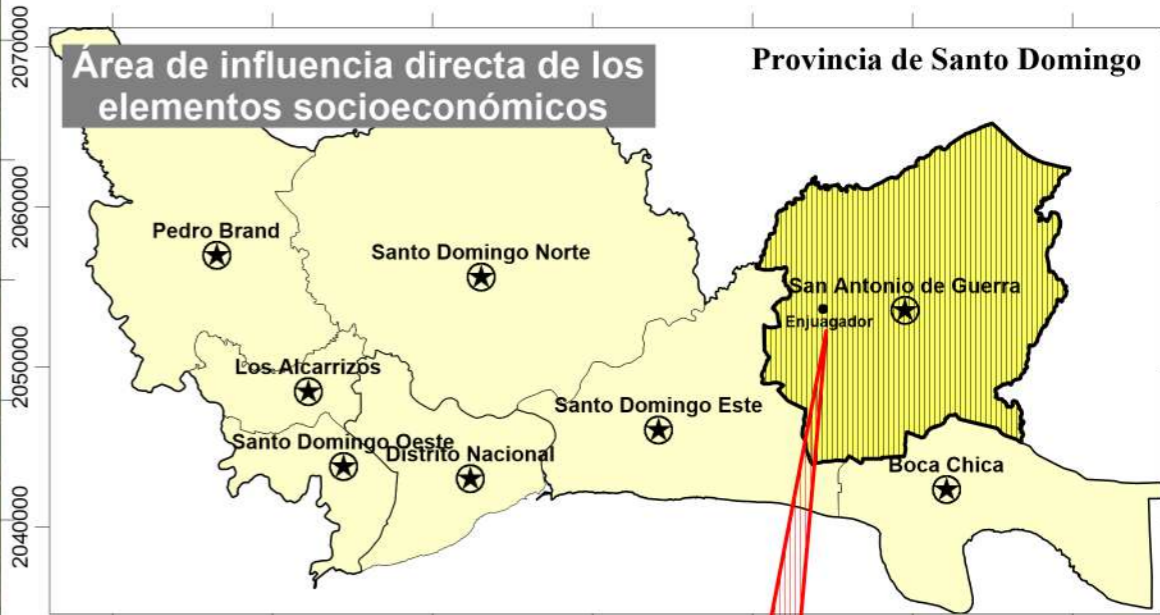 Área de influencia directa de los
elementos socioeconómicos
Provincia de Santo Domingo
2070000
2060000
2050000
2040000
Pedro Brand
Santo Domingo Norte
San Antonio de Guerra
Enjuagador
Los Alcarrizos
Santo Domingo Este
Santo Domingo Oeste
Distrito Nacional
Boca Chica